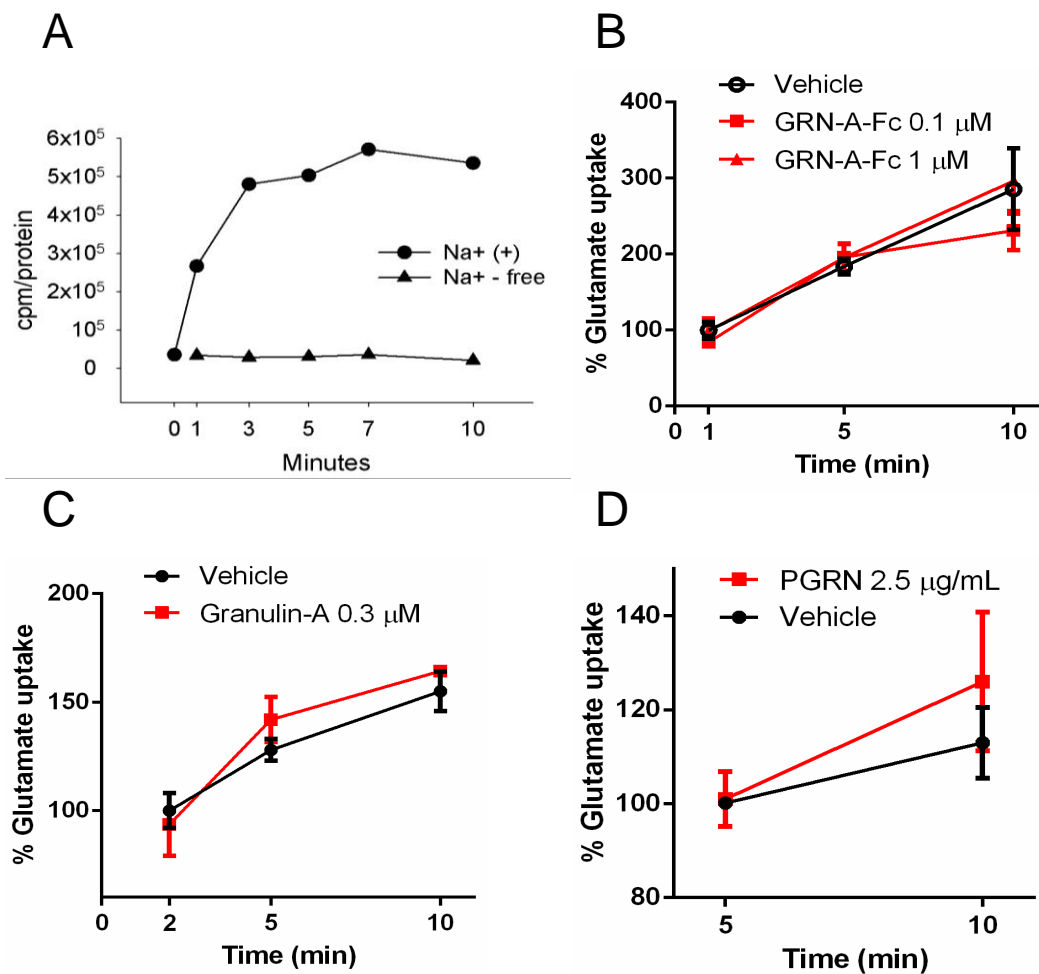 A
6x10⁵
5x10⁵
4x10⁵
3x10⁵
2x10⁵
10⁵
0
cpm/protein
Na+ (+)
Na+ - free
0 1 3 5 7 10
Minutes
B
Vehicle
GRN-A-Fc 0.1 μM
GRN-A-Fc 1 μM
400
300
200
100
0
% Glutamate uptake
0 1 5 10
Time (min)
C
Vehicle
Granulin-A 0.3 μM
200
150
100
% Glutamate uptake
0 2 5 10
Time (min)
D
PGRN 2.5 μg/mL
Vehicle
140
120
100
80
% Glutamate uptake
5 10
Time (min)